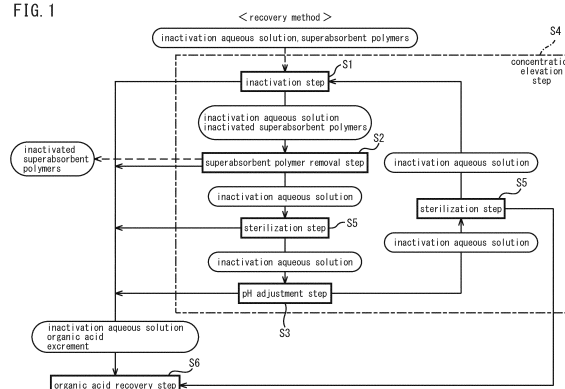 FIG. 1
< recovery method >
inactivation aqueous solution, superabsorbent polymers
S4
concentration
elevation
step
S1
inactivation step
inactivation aqueous solution
inactivated superabsorbent polymers
S2
inactivated
superabsorbent
polymers
superabsorbent polymer removal step
inactivation aqueous solution
inactivation aqueous solution
S5
sterilization step
sterilization step
S5
inactivation aqueous solution
inactivation aqueous solution
pH adjustment step
S3
inactivation aqueous solution
organic acid
excrement
S6
organic acid recovery step